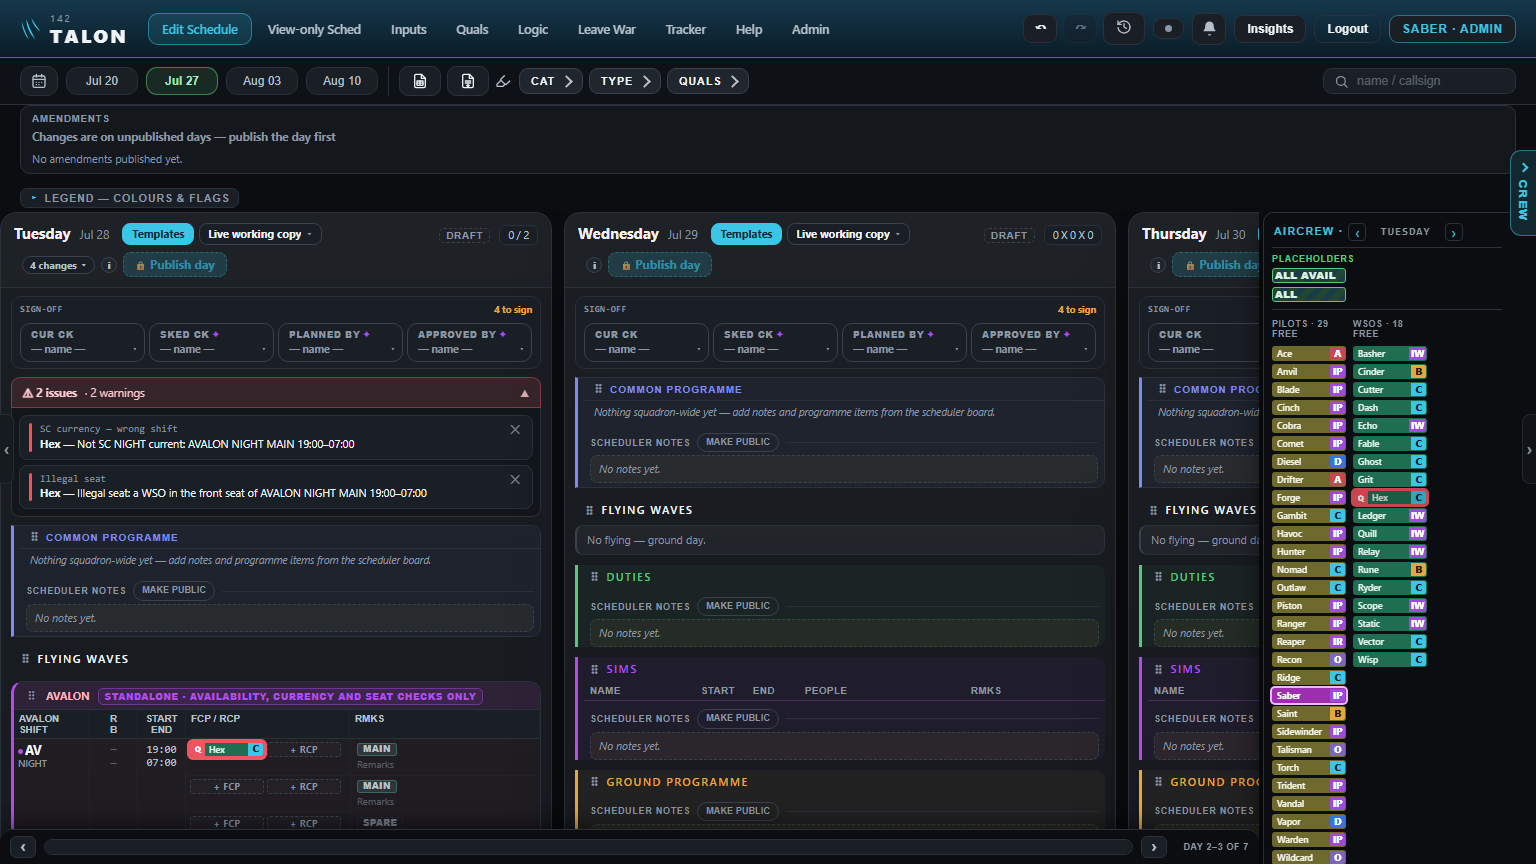 142
TALON
Edit Schedule
View-only Sched
Inputs
Quals
Logic
Leave War
Tracker
Help
Admin
Insights
Logout
SABER · ADMIN
Jul 20
Jul 27
Aug 03
Aug 10
CAT
TYPE
QUALS
name / callsign
AMENDMENTS
Changes are on unpublished days — publish the day first
No amendments published yet.
LEGEND — COLOURS & FLAGS
CREW
Tuesday Jul 28
Templates
Live working copy
DRAFT
0/2
4 changes
i
Publish day
SIGN-OFF
4 to sign
CUR CK
— name —
SKED CK
— name —
PLANNED BY
— name —
APPROVED BY
— name —
2 issues · 2 warnings
SC currency — wrong shift
Hex — Not SC NIGHT current: AVALON NIGHT MAIN 19:00–07:00
Illegal seat
Hex — Illegal seat: a WSO in the front seat of AVALON NIGHT MAIN 19:00–07:00
COMMON PROGRAMME
Nothing squadron-wide yet — add notes and programme items from the scheduler board.
SCHEDULER NOTES
MAKE PUBLIC
No notes yet.
FLYING WAVES
AVALON
STANDALONE · AVAILABILITY, CURRENCY AND SEAT CHECKS ONLY
AVALON SHIFT
R B
START END
FCP / RCP
RMKS
AV
NIGHT
—
—
19:00
07:00
Q Hex C
+ RCP
MAIN
Remarks
+ FCP
+ RCP
MAIN
Remarks
+ FCP
+ RCP
SPARE
Wednesday Jul 29
Templates
Live working copy
DRAFT
0X0X0
i
Publish day
SIGN-OFF
4 to sign
CUR CK
— name —
SKED CK
— name —
PLANNED BY
— name —
APPROVED BY
— name —
COMMON PROGRAMME
Nothing squadron-wide yet — add notes and programme items from the scheduler board.
SCHEDULER NOTES
MAKE PUBLIC
No notes yet.
FLYING WAVES
No flying — ground day.
DUTIES
SCHEDULER NOTES
MAKE PUBLIC
No notes yet.
SIMS
NAME
START
END
PEOPLE
RMKS
SCHEDULER NOTES
MAKE PUBLIC
No notes yet.
GROUND PROGRAMME
SCHEDULER NOTES
MAKE PUBLIC
Thursday Jul 30
i
Publish da
SIGN-OFF
CUR CK
— name —
COMMON PROG
Nothing squadron-wide
SCHEDULER NOTES
No notes yet.
FLYING WAVES
No flying — ground da
DUTIES
SCHEDULER NOTES
No notes yet.
SIMS
NAME
SCHEDULER NOTES
No notes yet.
GROUND PROG
SCHEDULER NOTES
AIRCREW ·
TUESDAY
PLACEHOLDERS
ALL AVAIL
ALL
PILOTS · 29 FREE
Ace A
Anvil IP
Blade IP
Cinch IP
Cobra IP
Comet IP
Diesel D
Drifter A
Forge IP
Gambit C
Havoc IP
Hunter IP
Nomad C
Outlaw C
Piston IP
Ranger IP
Reaper IR
Recon O
Ridge C
Saber IP
Saint B
Sidewinder IP
Talisman O
Torch C
Trident IP
Vandal IP
Vapor D
Warden IP
Wildcard O
WSOS · 18 FREE
Basher IW
Cinder B
Cutter C
Dash C
Echo IW
Fable C
Ghost C
Grit C
Q Hex C
Ledger IW
Quill IW
Relay IW
Rune B
Ryder C
Scope IW
Static IW
Vector C
Wisp C
DAY 2–3 OF 7